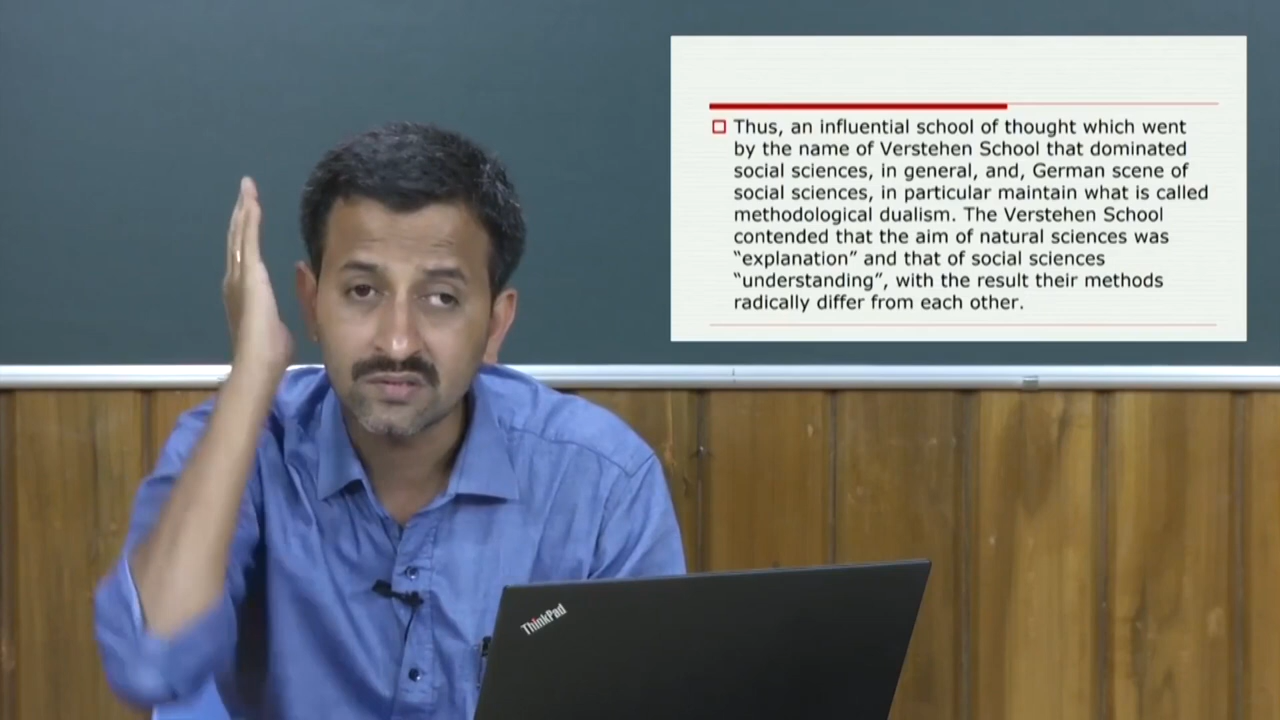 Thus, an influential school of thought which went
by the name of Verstehen School that dominated
social sciences, in general, and, German scene of
social sciences, in particular maintain what is called
methodological dualism. The Verstehen School
contended that the aim of natural sciences was
“explanation” and that of social sciences
“understanding”, with the result their methods
radically differ from each other.
ThinkPad